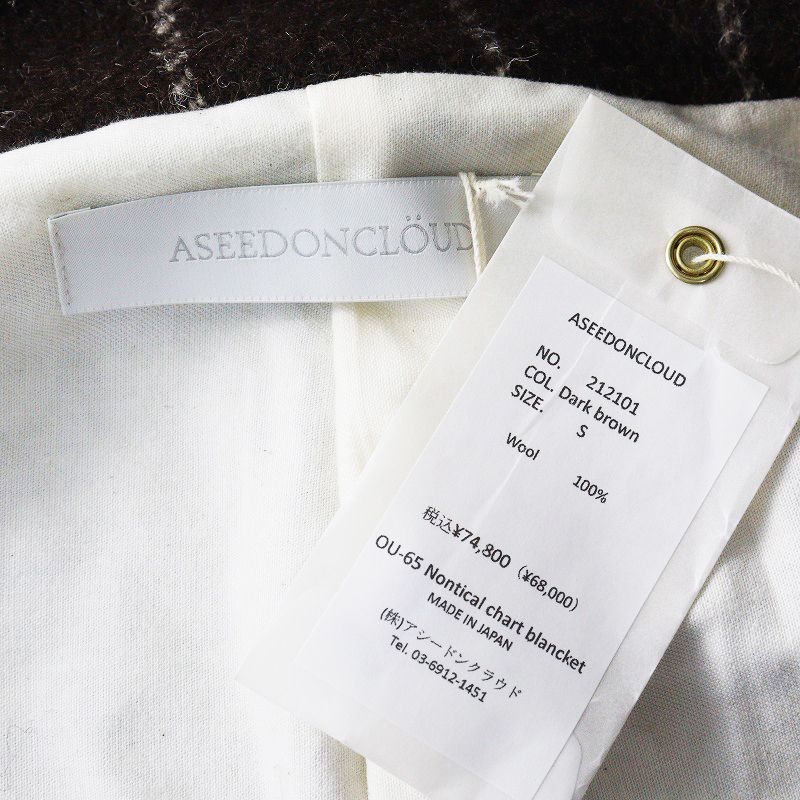 ASEEDONCLÖUD
ASEEDONCLOUD
NO. 212101
COL. Dark brown
SIZE. S
Wool 100%
税込¥74,800 (¥68,000)
OU-65 Nontical chart blancket
MADE IN JAPAN
(株)アシードンクラウド
Tel. 03-6912-1451